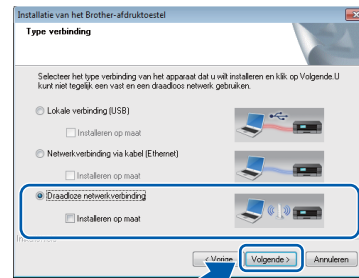 Installatie van het Brother-afdruktoestel
Type verbinding
Selecteer het type verbinding van het apparaat dat u wilt installeren en klik op Volgende.U
kunt niet tegelijk een vast en een draadloos netwerk gebruiken.
Lokale verbinding (USB)
Installeren op maat
Netwerkverbinding via kabel (Ethernet)
Installeren op maat
Draadloze netwerkverbinding
Installeren op maat
< Vorige
Volgende >
Annuleren